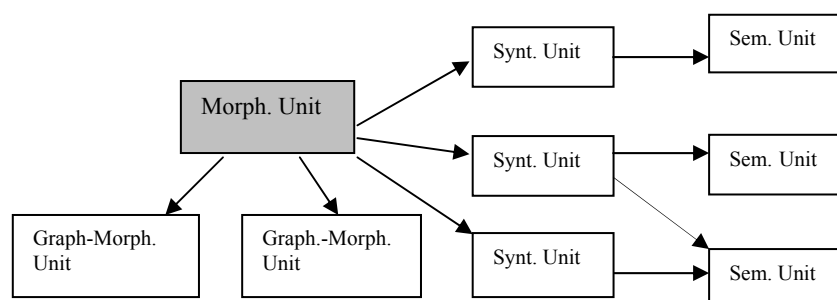 Synt. Unit
Sem. Unit
Morph. Unit
Synt. Unit
Sem. Unit
Graph-Morph.
Unit
Graph.-Morph.
Unit
Synt. Unit
Sem. Unit